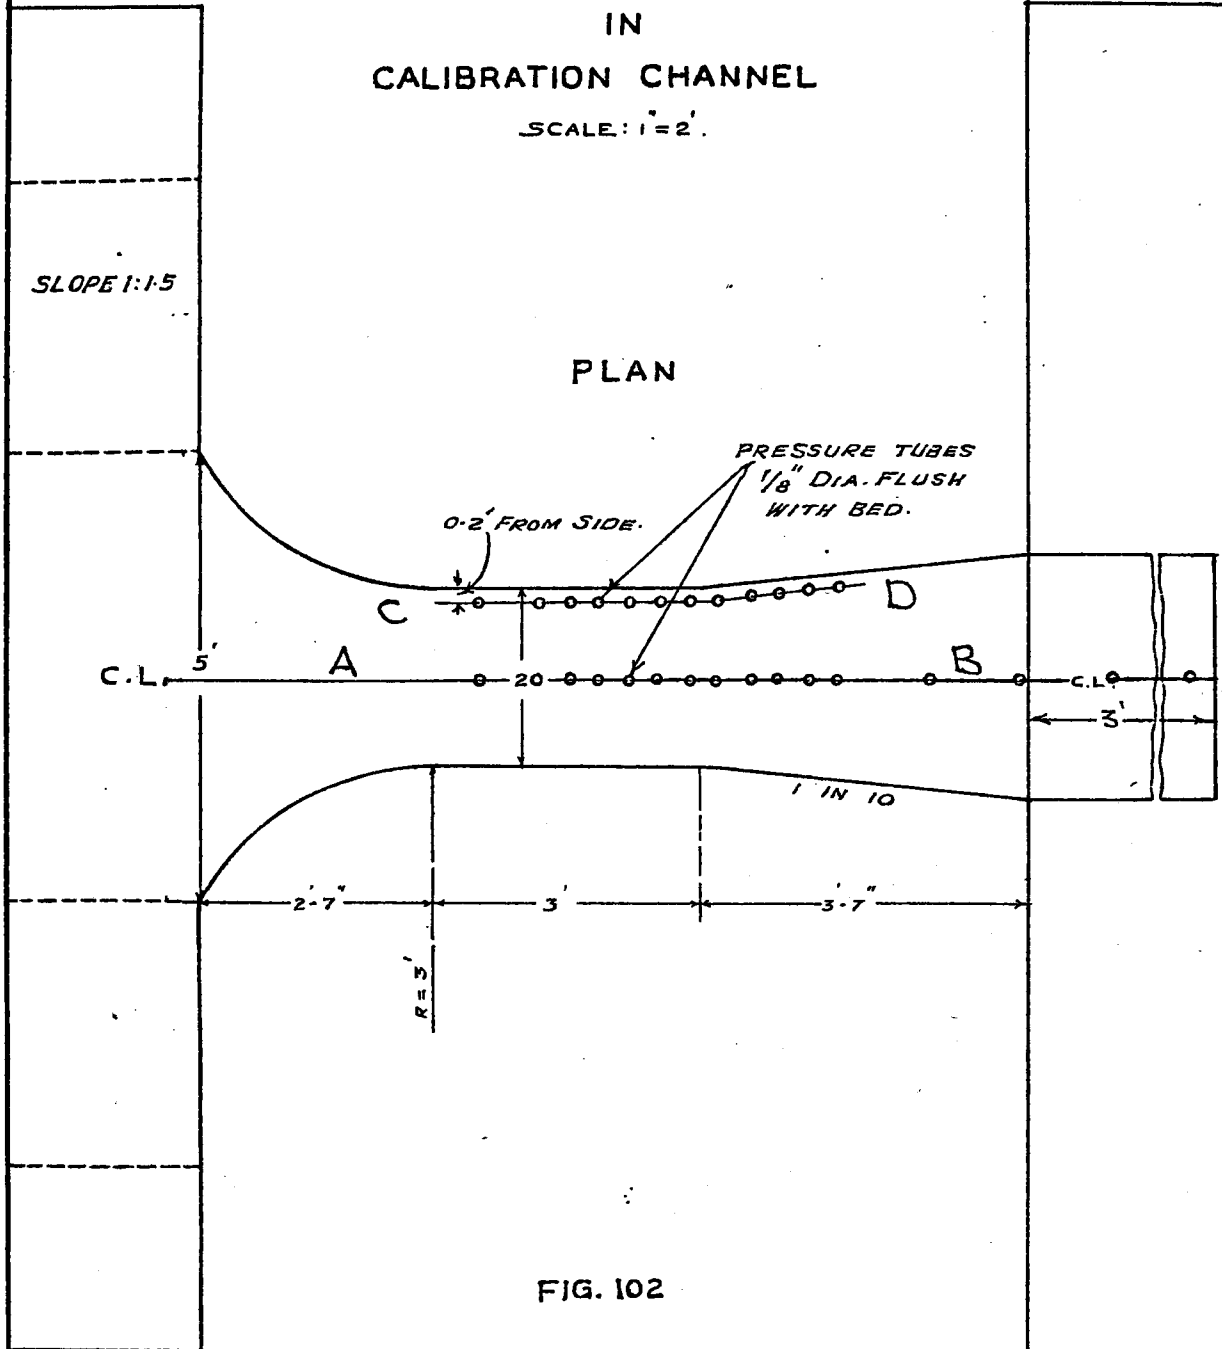 IN
CALIBRATION CHANNEL
SCALE: 1"=2'.
SLOPE 1:1·5
PLAN
PRESSURE TUBES
1/8" DIA. FLUSH
WITH BED.
0·2' FROM SIDE.
C
D
5'
A
B
C.L.
20
C.L.
3'
1 IN 10
2'-7"
3'
3'-7"
R=3'
FIG. 102